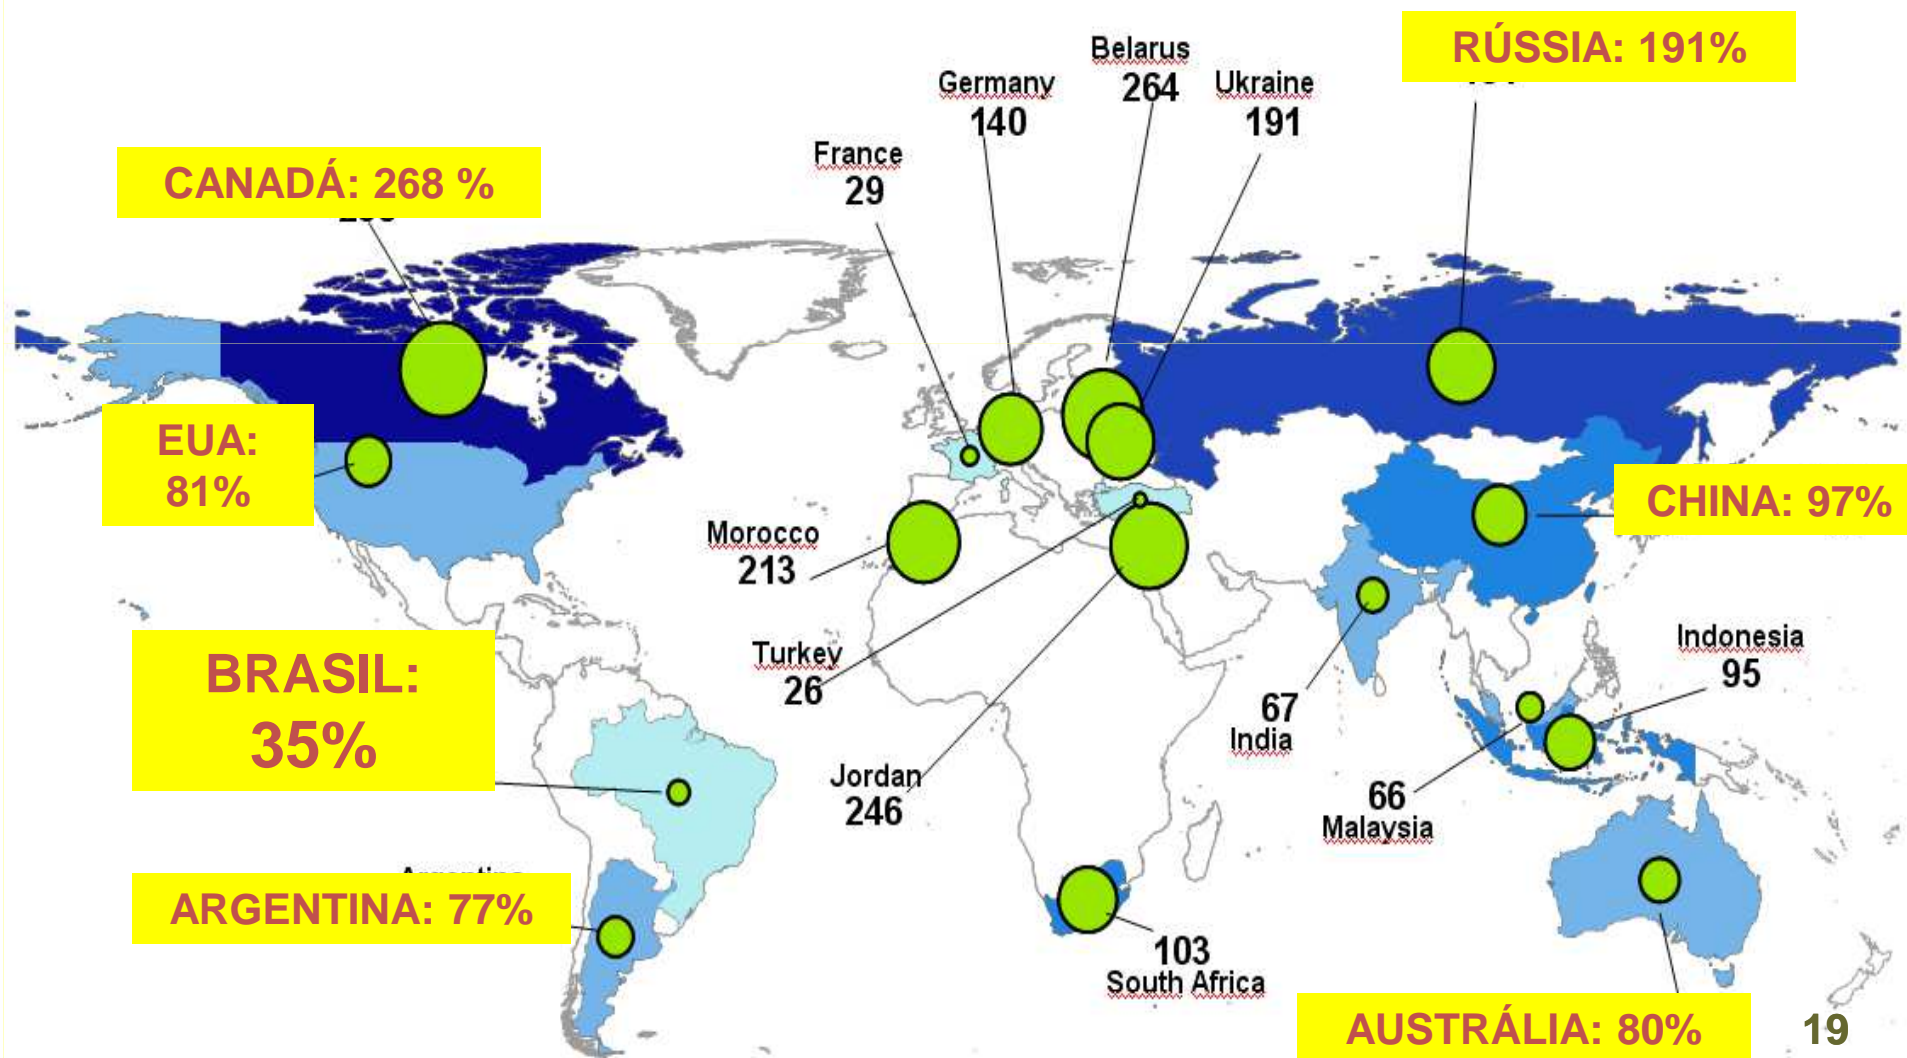 Belarus
264
RÚSSIA: 191%
Germany
140
Ukraine
191
France
29
CANADÁ: 268 %
EUA:
81%
CHINA: 97%
Morocco
213
BRASIL:
35%
Turkey
26
Indonesia
95
67
India
Jordan
246
66
Malaysia
ARGENTINA: 77%
103
South Africa
AUSTRÁLIA: 80%
19